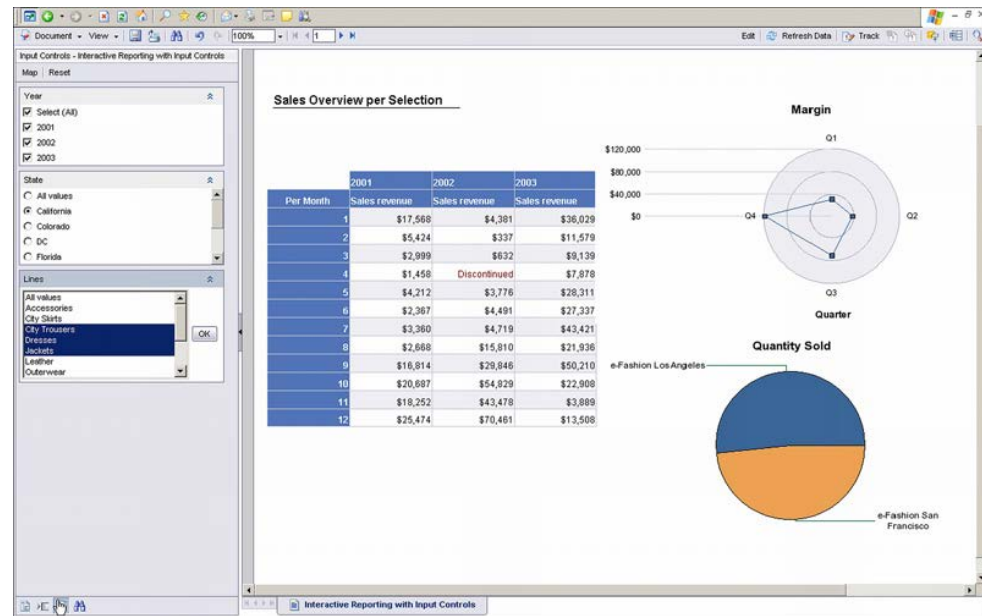 100%
1
Document
View
Edit
Refresh Data
Track
Input Controls - Interactive Reporting with Input Controls
Map Reset
Year
Select (All)
2001
2002
2003
State
All values
California
Colorado
DC
Florida
Lines
All values
Accessories
City Skirts
City Trousers
Dresses
Jackets
Leather
Outerwear
OK
Sales Overview per Selection
2001 2002 2003
Per Month Sales revenue Sales revenue Sales revenue
1 $17,568 $4,381 $36,029
2 $5,424 $337 $11,579
3 $2,999 $632 $9,139
4 $1,458 Discontinued $7,878
5 $4,212 $3,776 $28,311
6 $2,367 $4,491 $27,337
7 $3,360 $4,719 $43,421
8 $2,668 $15,810 $21,936
9 $16,814 $29,846 $50,210
10 $20,687 $54,829 $22,908
11 $18,252 $43,478 $3,889
12 $25,474 $70,461 $13,508
Margin
$120,000
$80,000
$40,000
$0
Q1
Q2
Q3
Q4
Quarter
Quantity Sold
e-Fashion Los Angeles
e-Fashion San
Francisco
Interactive Reporting with Input Controls